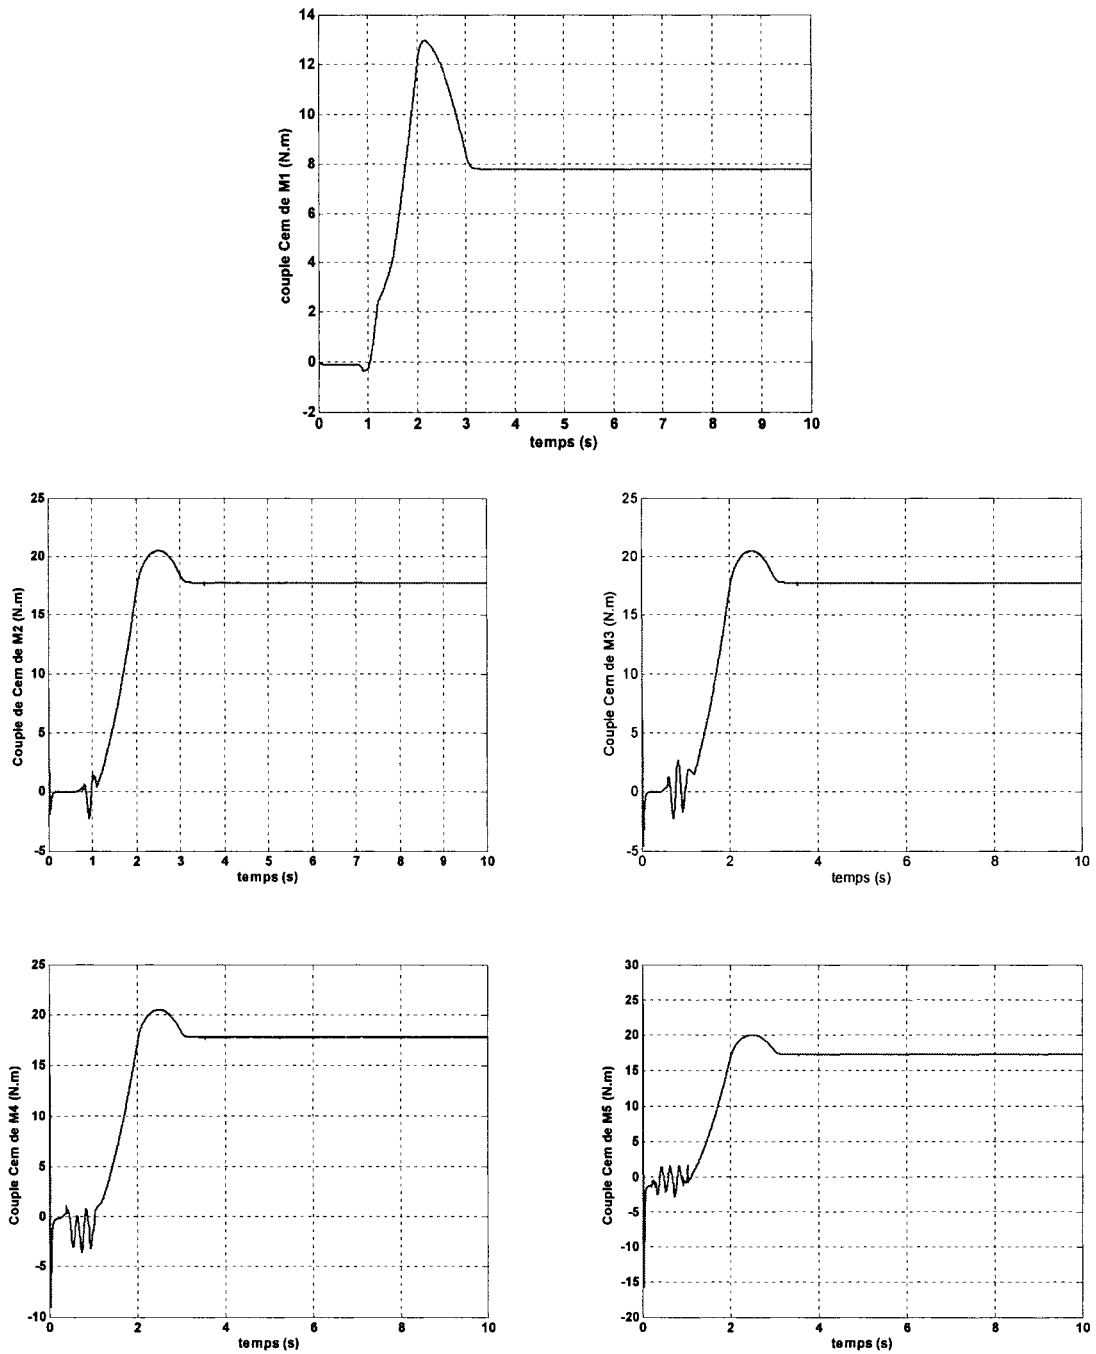 14
12
10
8
6
4
2
0
-2
couple Cem de M1 (N.m)
0 1 2 3 4 5 6 7 8 9 10
temps (s)
25
20
15
10
5
0
-5
Couple de Cem de M2 (N.m)
0 1 2 3 4 5 6 7 8 9 10
temps (s)
25
20
15
10
5
0
-5
Couple Cem de M3 (N.m)
0 2 4 6 8 10
temps (s)
25
20
15
10
5
0
-5
-10
Couple Cem de M4 (N.m)
0 2 4 6 8 10
temps (s)
30
25
20
15
10
5
0
-5
-10
-15
-20
Couple Cem de M5 (N.m)
0 2 4 6 8 10
temps (s)